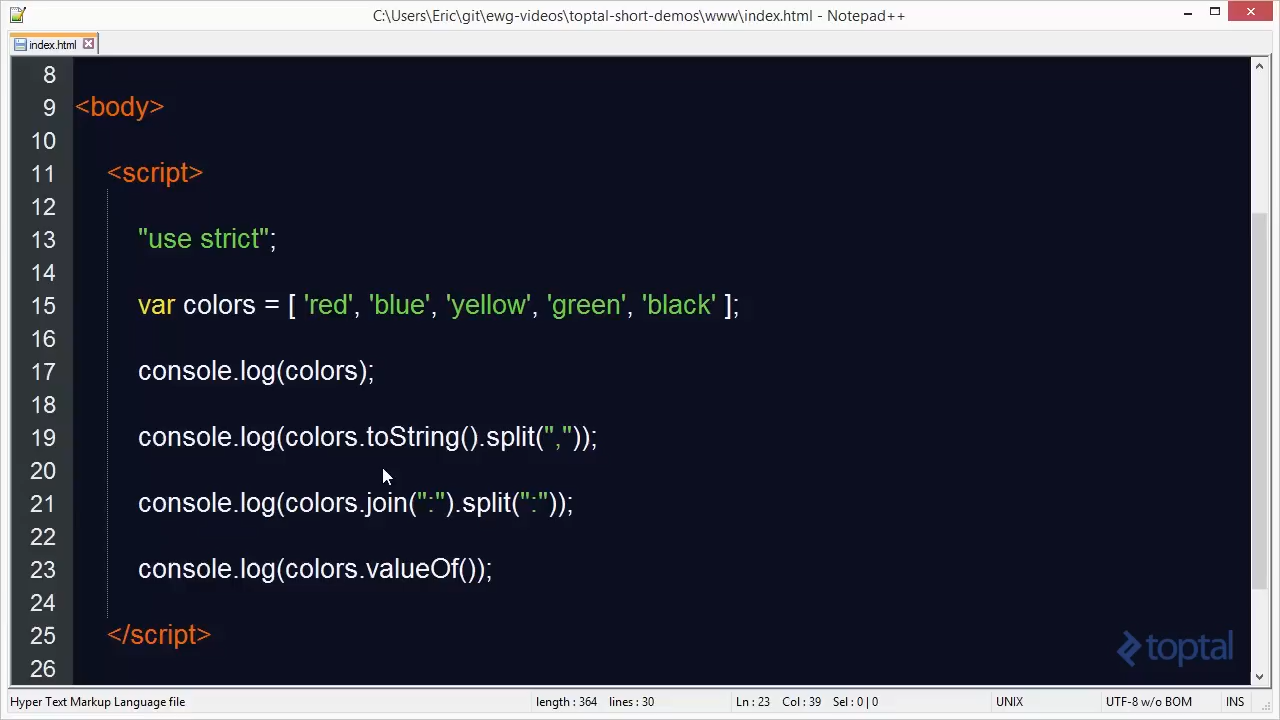 C:\Users\Eric\git\ewg-videos\toptal-short-demos\www\index.html - Notepad++
index.html
8
9 <body>
10
11 <script>
12
13 "use strict";
14
15 var colors = [ 'red', 'blue', 'yellow', 'green', 'black' ];
16
17 console.log(colors);
18
19 console.log(colors.toString().split(","));
20
21 console.log(colors.join(":").split(":"));
22
23 console.log(colors.valueOf());
24
25 </script>
26
toptal
Hyper Text Markup Language file length : 364 lines : 30 Ln : 23 Col : 39 Sel : 0 | 0 UNIX UTF-8 w/o BOM INS